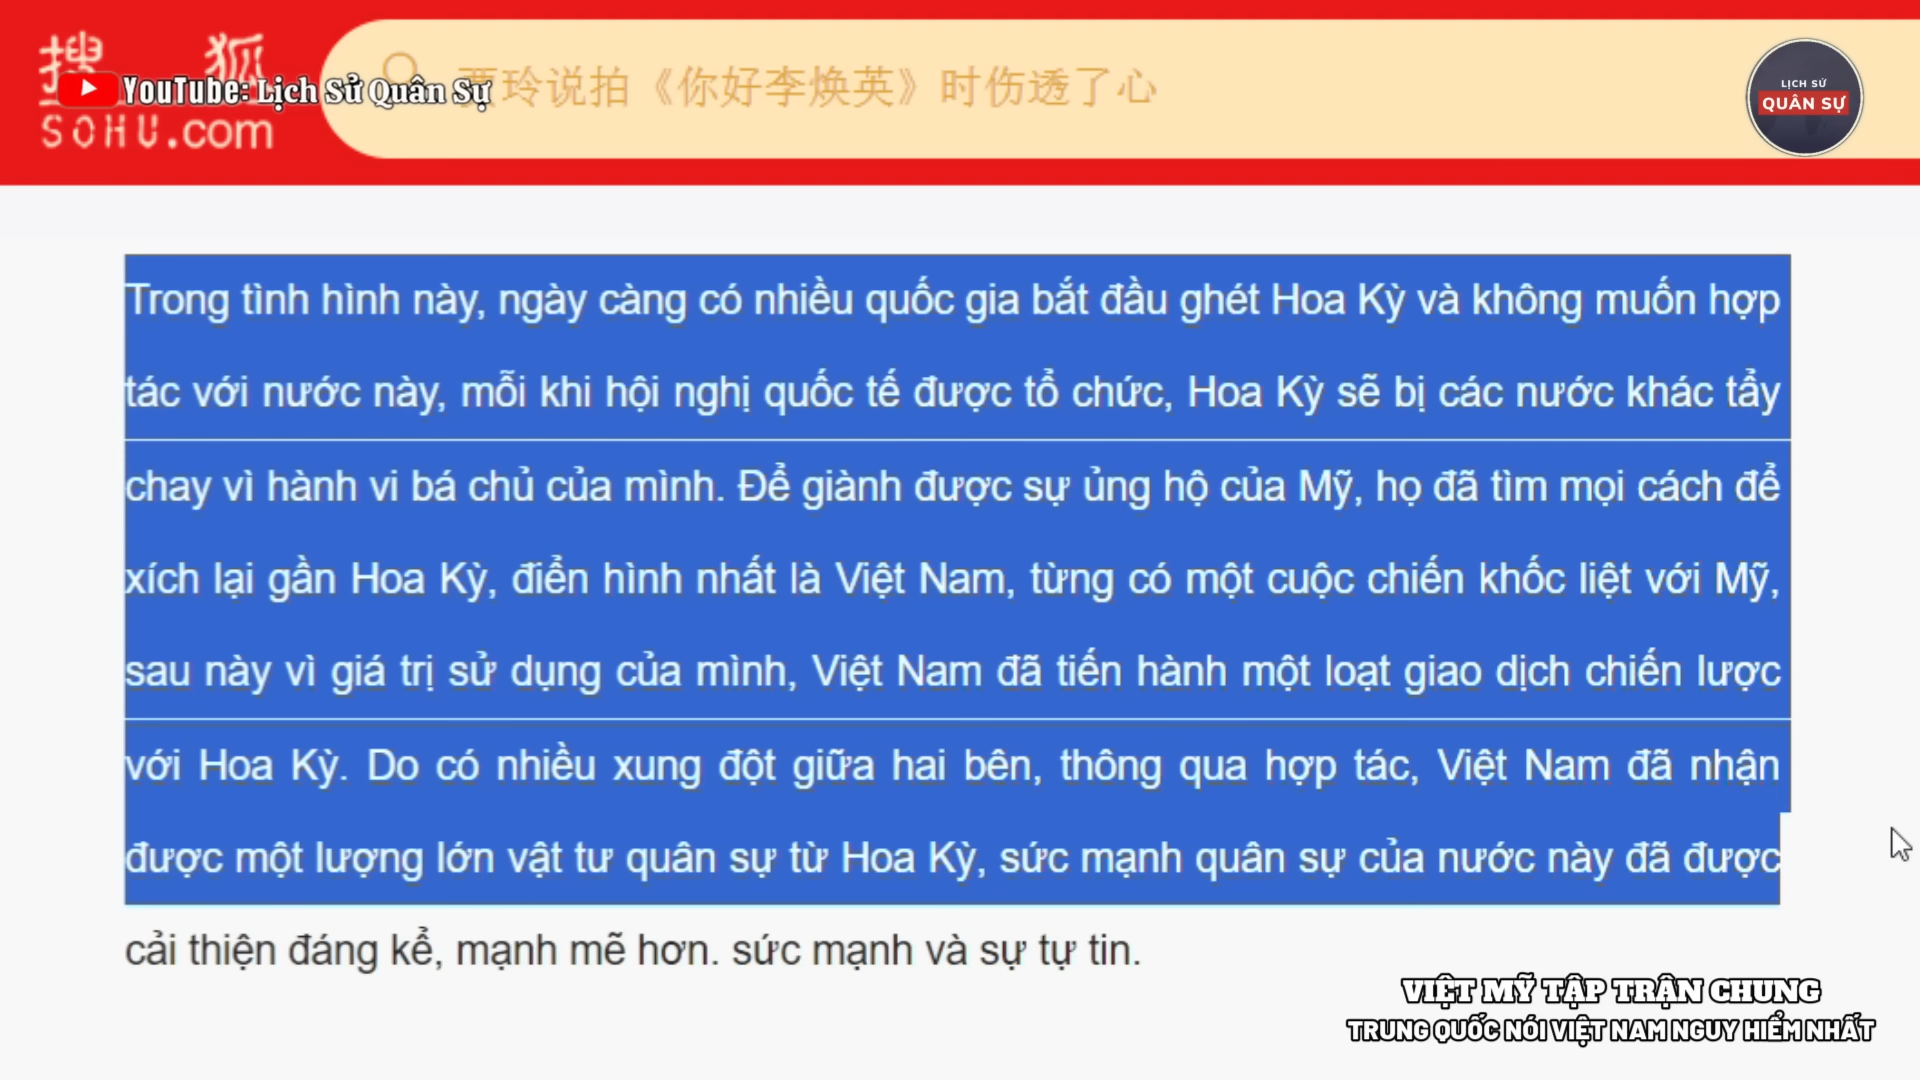 搜 狐
SOHU.com
YouTube: Lịch Sử Quân Sự
贾玲说拍《你好李焕英》时伤透了心
LỊCH SỬ
QUÂN SỰ
Trong tình hình này, ngày càng có nhiều quốc gia bắt đầu ghét Hoa Kỳ và không muốn hợp
tác với nước này, mỗi khi hội nghị quốc tế được tổ chức, Hoa Kỳ sẽ bị các nước khác tẩy
chay vì hành vi bá chủ của mình. Để giành được sự ủng hộ của Mỹ, họ đã tìm mọi cách để
xích lại gần Hoa Kỳ, điển hình nhất là Việt Nam, từng có một cuộc chiến khốc liệt với Mỹ,
sau này vì giá trị sử dụng của mình, Việt Nam đã tiến hành một loạt giao dịch chiến lược
với Hoa Kỳ. Do có nhiều xung đột giữa hai bên, thông qua hợp tác, Việt Nam đã nhận
được một lượng lớn vật tư quân sự từ Hoa Kỳ, sức mạnh quân sự của nước này đã được
cải thiện đáng kể, mạnh mẽ hơn. sức mạnh và sự tự tin.
VIỆT MỸ TẬP TRẬN CHUNG
TRUNG QUỐC NÓI VIỆT NAM NGUY HIỂM NHẤT